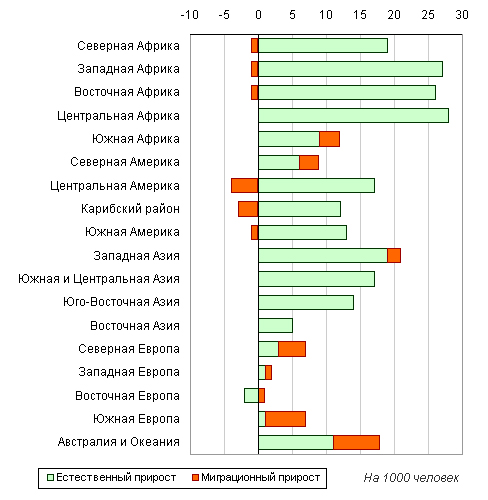 -10 -5 0 5 10 15 20 25 30
Северная Африка
Западная Африка
Восточная Африка
Центральная Африка
Южная Африка
Северная Америка
Центральная Америка
Карибский район
Южная Америка
Западная Азия
Южная и Центральная Азия
Юго-Восточная Азия
Восточная Азия
Северная Европа
Западная Европа
Восточная Европа
Южная Европа
Австралия и Океания
Естественный прирост Миграционный прирост На 1000 человек